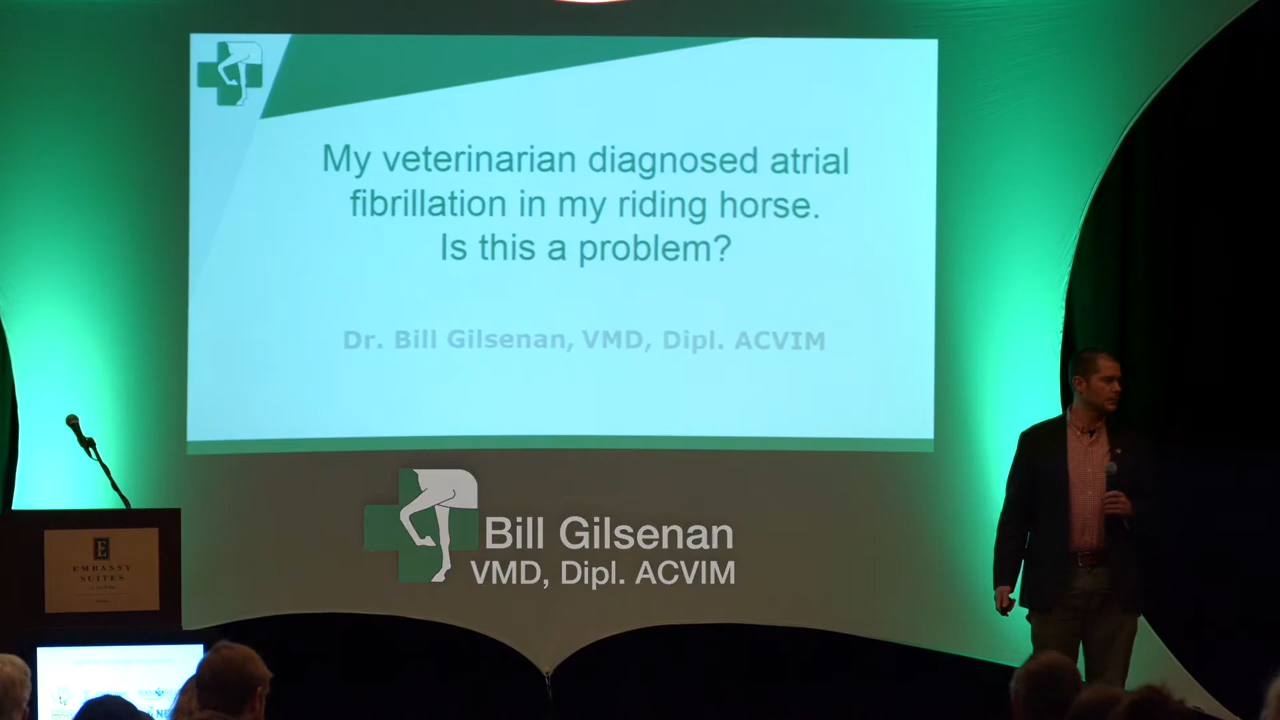 My veterinarian diagnosed atrial
fibrillation in my riding horse.
Is this a problem?
Dr. Bill Gilsenan, VMD, Dipl. ACVIM
Bill Gilsenan
VMD, Dipl. ACVIM
E
EMBASSY
SUITES